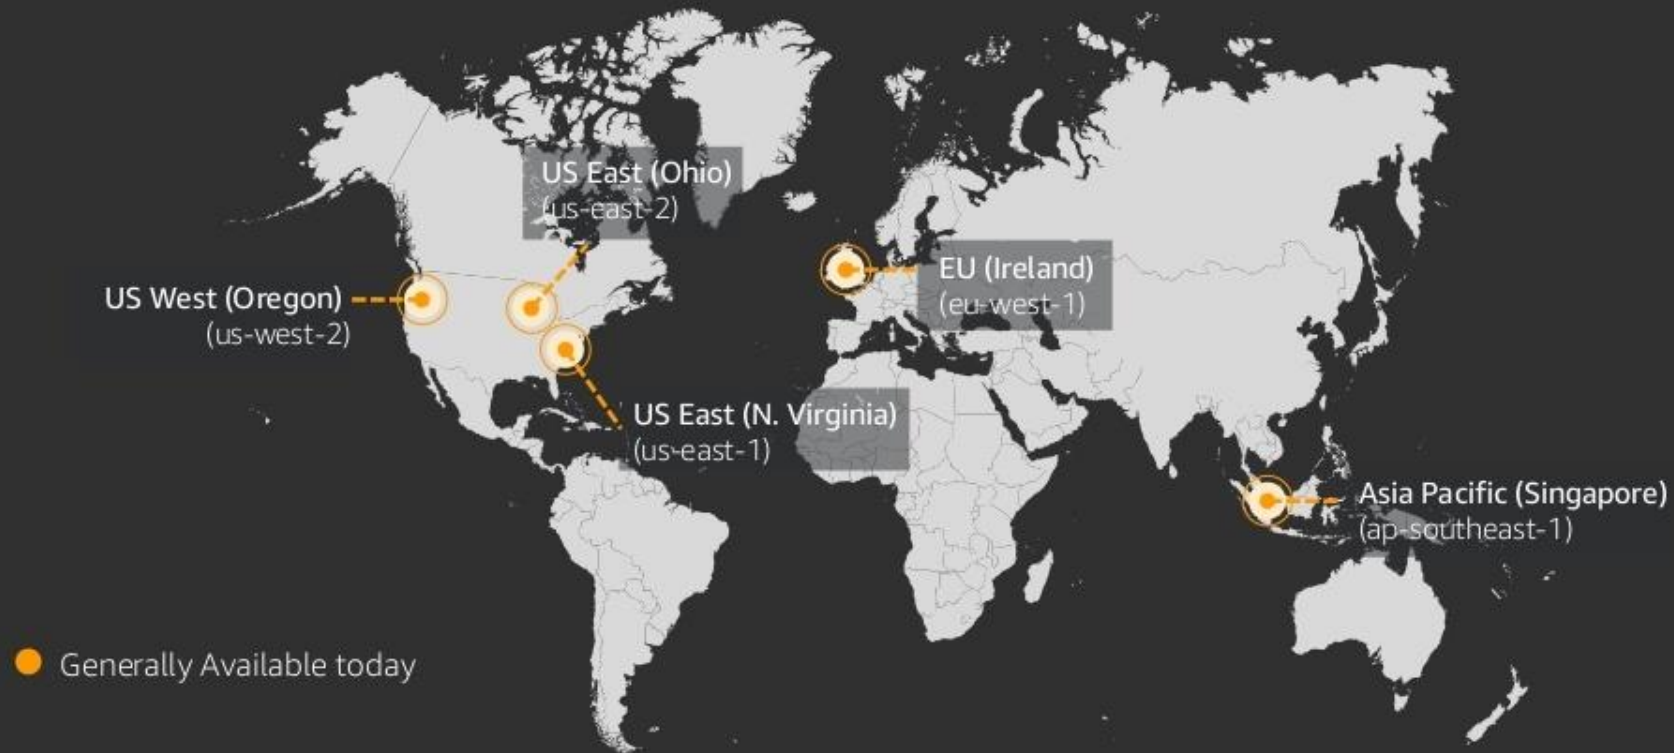 US East (Ohio)
(us-east-2)
US West (Oregon)
(us-west-2)
EU (Ireland)
(eu-west-1)
US East (N. Virginia)
(us-east-1)
Asia Pacific (Singapore)
(ap-southeast-1)
Generally Available today